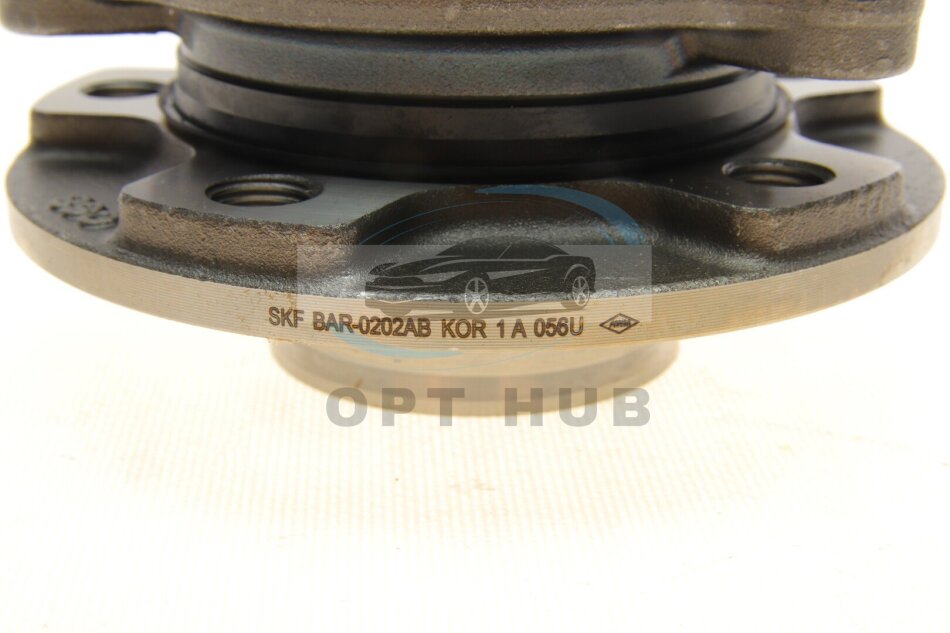 SKF BAR-0202AB KOR 1 A 056U
OPT HUB